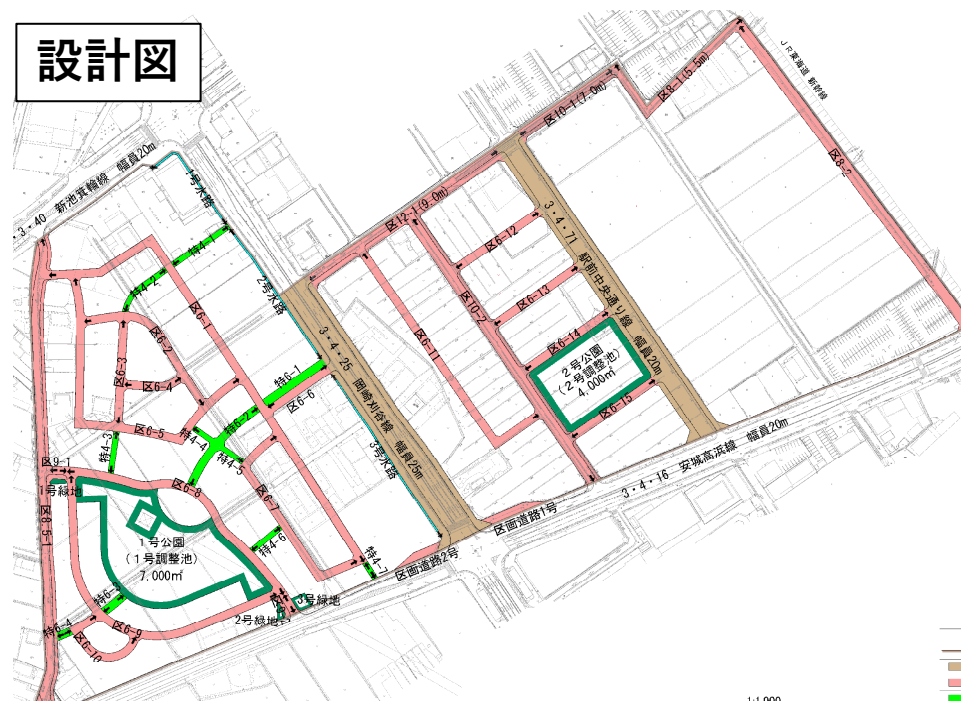 設計図
JR東海道 新幹線
区8-1(5.5m)
区10-1(7.0m)
区8-2
3・40 新池箕輪線 幅員20m
1号水路
区12-1(9.0m)
3・4・71 駅前中央通り線 幅員20m
区6-12
特4-1
特4-2
2号水路
区6-13
区10-2
区6-1
3・4・25 岡崎刈谷線 幅員25m
区6-11
区6-14
区6-2
区6-3
区6-4
特6-1
区6-6
2号公園
(2号調整池)
4,000㎡
区6-15
特6-2
区6-5
特4-3
特4-4
特4-5
3号水路
3・4・16 安城高浜線 幅員20m
区9-1
1号緑地
区6-8
区6-7
区画道路1号
区8-5-1
1号公園
(1号調整池)
7,000㎡
特4-6
特4-7
区画道路2号
特6-3
3号緑地
2号緑地
特6-4
区6-9
区6-10
1:1,000